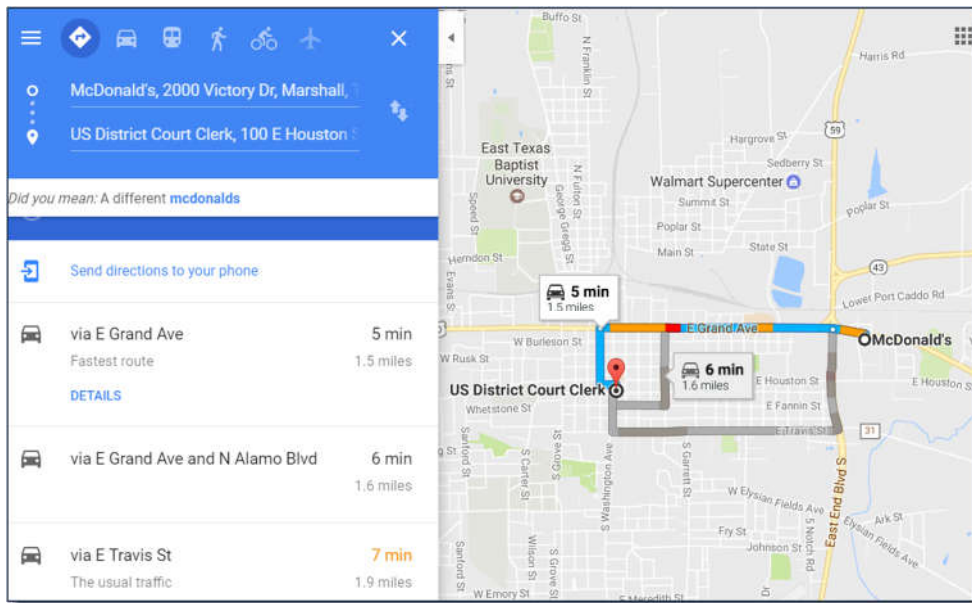 McDonald's, 2000 Victory Dr, Marshall,
US District Court Clerk, 100 E Houston
Did you mean: A different mcdonalds
Send directions to your phone
via E Grand Ave 5 min
Fastest route 1.5 miles
DETAILS
via E Grand Ave and N Alamo Blvd 6 min
1.6 miles
via E Travis St 7 min
The usual traffic 1.9 miles
Buffo St
N Franklin St
Harris Rd
59
Hargrove St
East Texas
Baptist
University
Sedberry St
Walmart Supercenter
Summit St
Speed St
N Fulton St
George Gregg St
Poplar St
Poplar St
Main St
State St
Herndon St
43
Evans St
Lower Port Caddo Rd
5 min
1.5 miles
E Grand Ave
McDonald's
W Burleson St
W Rusk St
6 min
1.6 miles
E Houston St
E Houston St
US District Court Clerk
Whetstone St
E Fannin St
E Travis St
31
Sanford St
S Carter St
S Grove St
S Washington Ave
S Garrett St
W Elysian Fields Ave
East End Blvd S
Ark St
Elysian Fields Ave
Fry St
Johnson St
S Notch Rd
Sanford St
Wilson St
S Grove St
Dr
W Emory St
E Meredith St